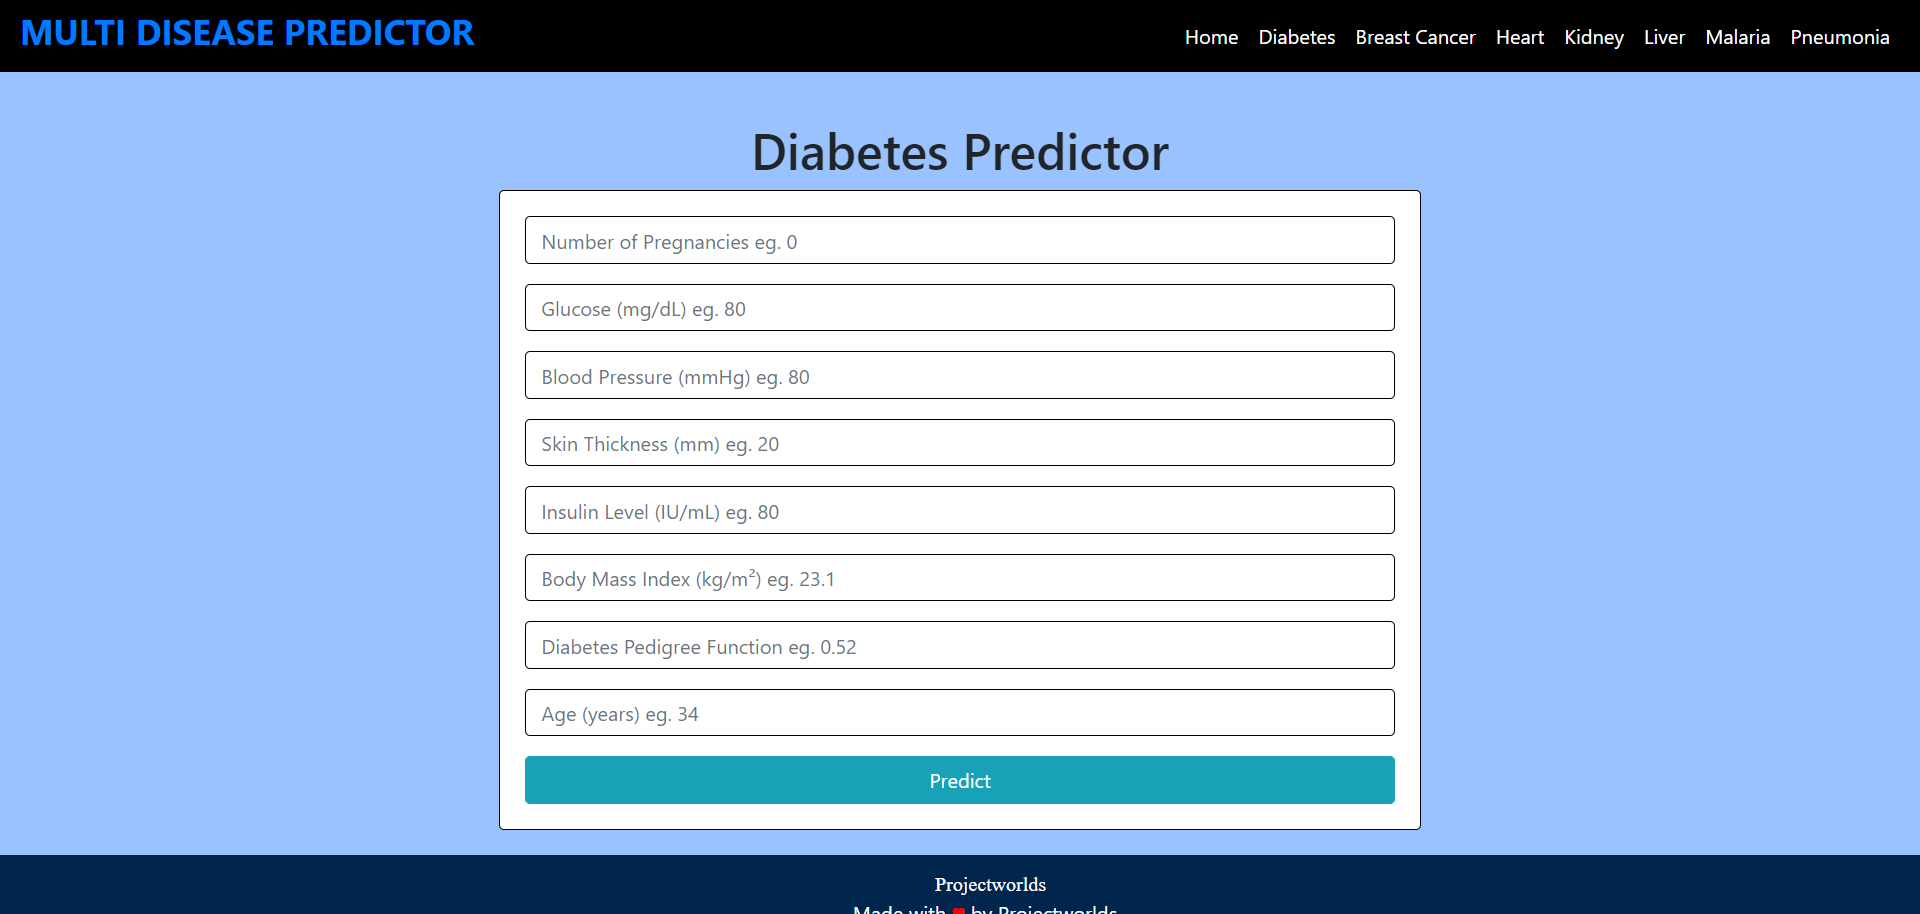 MULTI DISEASE PREDICTOR
Home Diabetes Breast Cancer Heart Kidney Liver Malaria Pneumonia
Diabetes Predictor
Number of Pregnancies eg. 0
Glucose (mg/dL) eg. 80
Blood Pressure (mmHg) eg. 80
Skin Thickness (mm) eg. 20
Insulin Level (IU/mL) eg. 80
Body Mass Index (kg/m²) eg. 23.1
Diabetes Pedigree Function eg. 0.52
Age (years) eg. 34
Predict
Projectworlds
Made with ♥ by Projectworlds